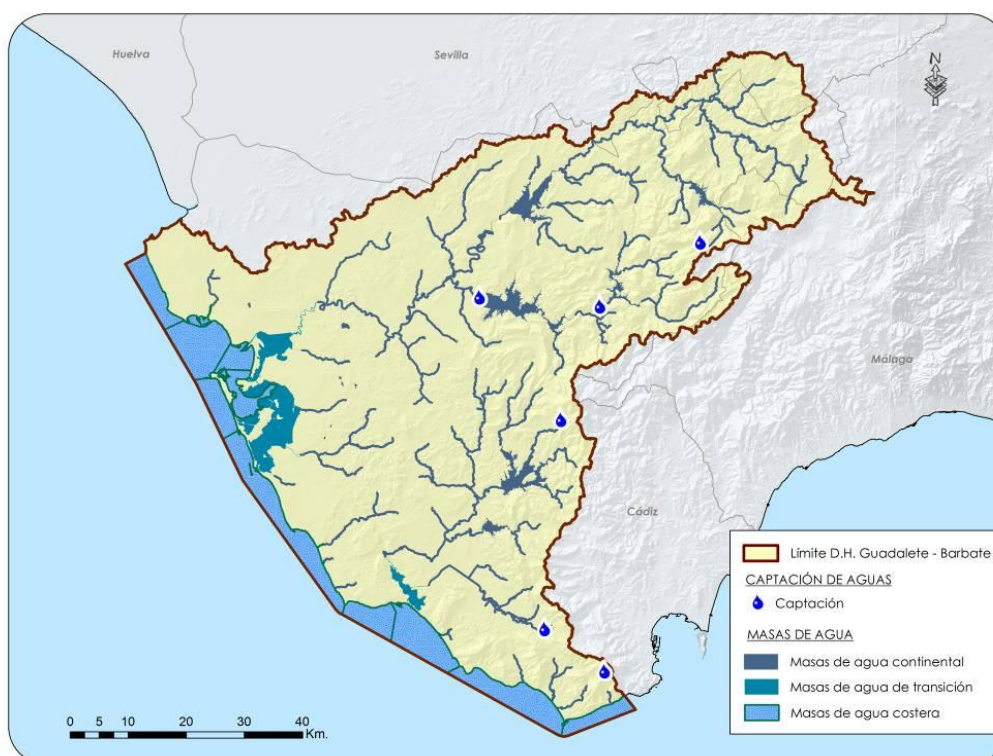 Huelva
Sevilla
N
Málaga
Cádiz
Límite D.H. Guadalete - Barbate
CAPTACIÓN DE AGUAS
Captación
MASAS DE AGUA
Masas de agua continental
Masas de agua de transición
Masas de agua costera
0 5 10 20 30 40
Km.